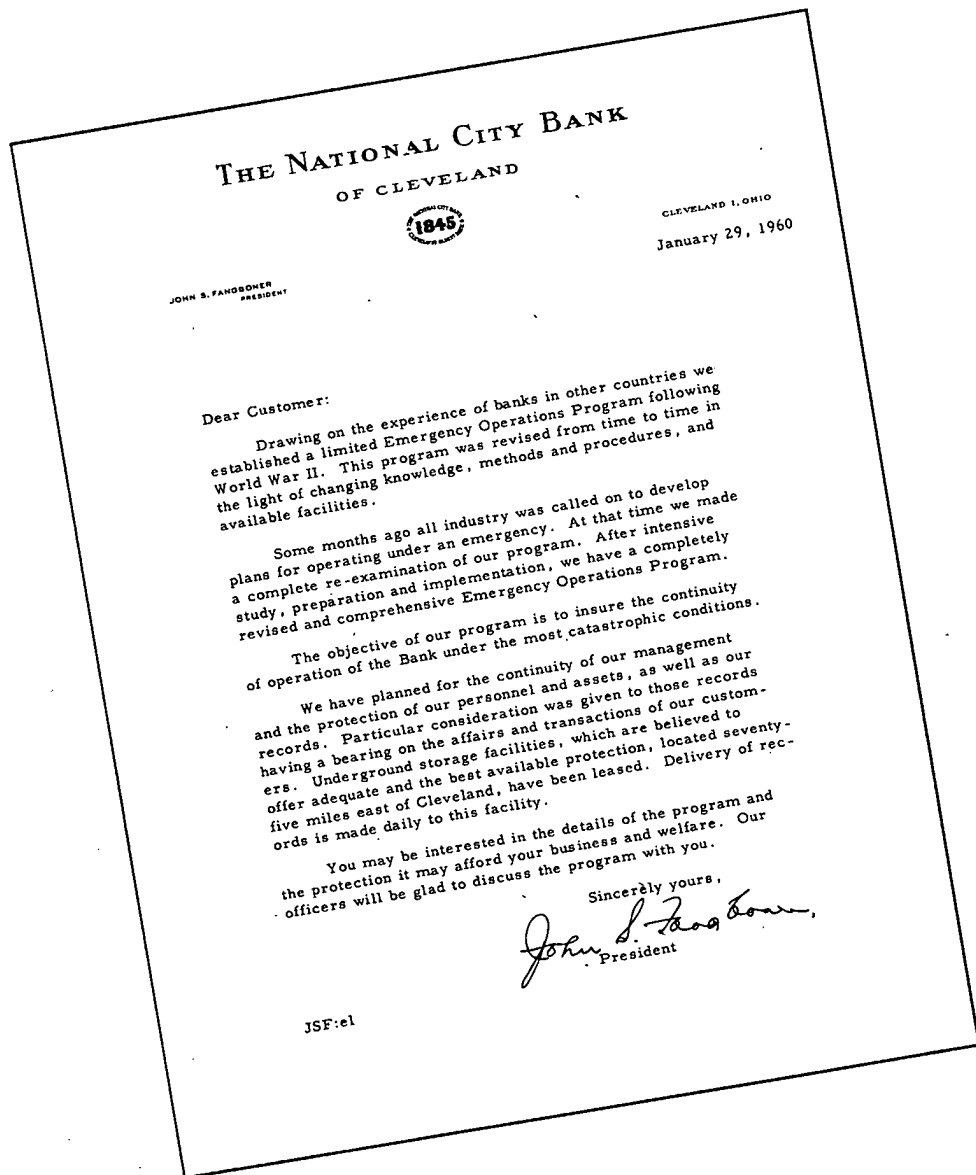 THE NATIONAL CITY BANK
OF CLEVELAND
1845
CLEVELAND 1, OHIO
January 29, 1960
JOHN S. FANGBONER
PRESIDENT
Dear Customer:
Drawing on the experience of banks in other countries we
established a limited Emergency Operations Program following
World War II. This program was revised from time to time in
the light of changing knowledge, methods and procedures, and
available facilities.
Some months ago all industry was called on to develop
plans for operating under an emergency. At that time we made
a complete re-examination of our program. After intensive
study, preparation and implementation, we have a completely
revised and comprehensive Emergency Operations Program.
The objective of our program is to insure the continuity
of operation of the Bank under the most catastrophic conditions.
We have planned for the continuity of our management
and the protection of our personnel and assets, as well as our
records. Particular consideration was given to those records
having a bearing on the affairs and transactions of our custom-
ers. Underground storage facilities, which are believed to
offer adequate and the best available protection, located seventy-
five miles east of Cleveland, have been leased. Delivery of rec-
ords is made daily to this facility.
You may be interested in the details of the program and
the protection it may afford your business and welfare. Our
officers will be glad to discuss the program with you.
Sincerely yours,
John S. Fangboner
President
JSF:el